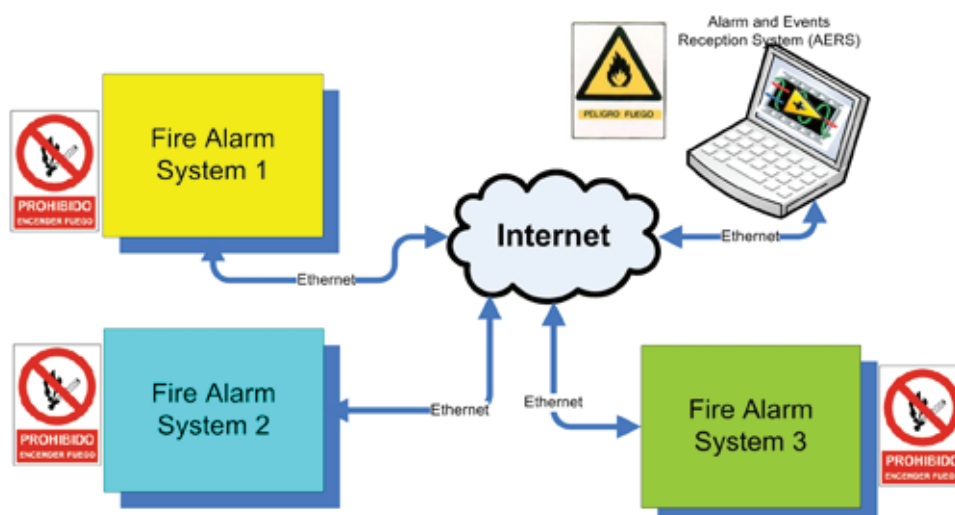 Alarm and Events
Reception System (AERS)
PELIGRO FUEGO
Fire Alarm
System 1
PROHIBIDO
ENCENDER FUEGO
Internet
Ethernet
Ethernet
Fire Alarm
System 2
PROHIBIDO
ENCENDER FUEGO
Ethernet
Ethernet
Fire Alarm
System 3
PROHIBIDO
ENCENDER FUEGO